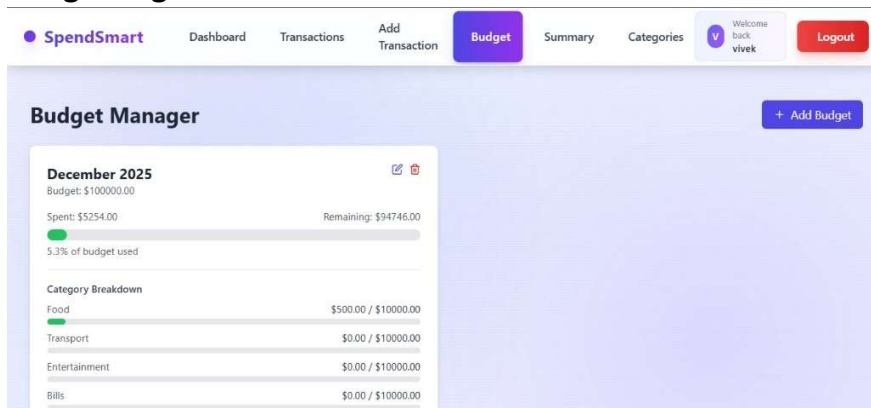 SpendSmart
Dashboard
Transactions
Add
Transaction
Budget
Summary
Categories
V
Welcome
back
vivek
Logout
Budget Manager
+ Add Budget
December 2025
Budget: $100000.00
Spent: $5254.00 Remaining: $94746.00
5.3% of budget used
Category Breakdown
Food $500.00 / $10000.00
Transport $0.00 / $10000.00
Entertainment $0.00 / $10000.00
Bills $0.00 / $10000.00